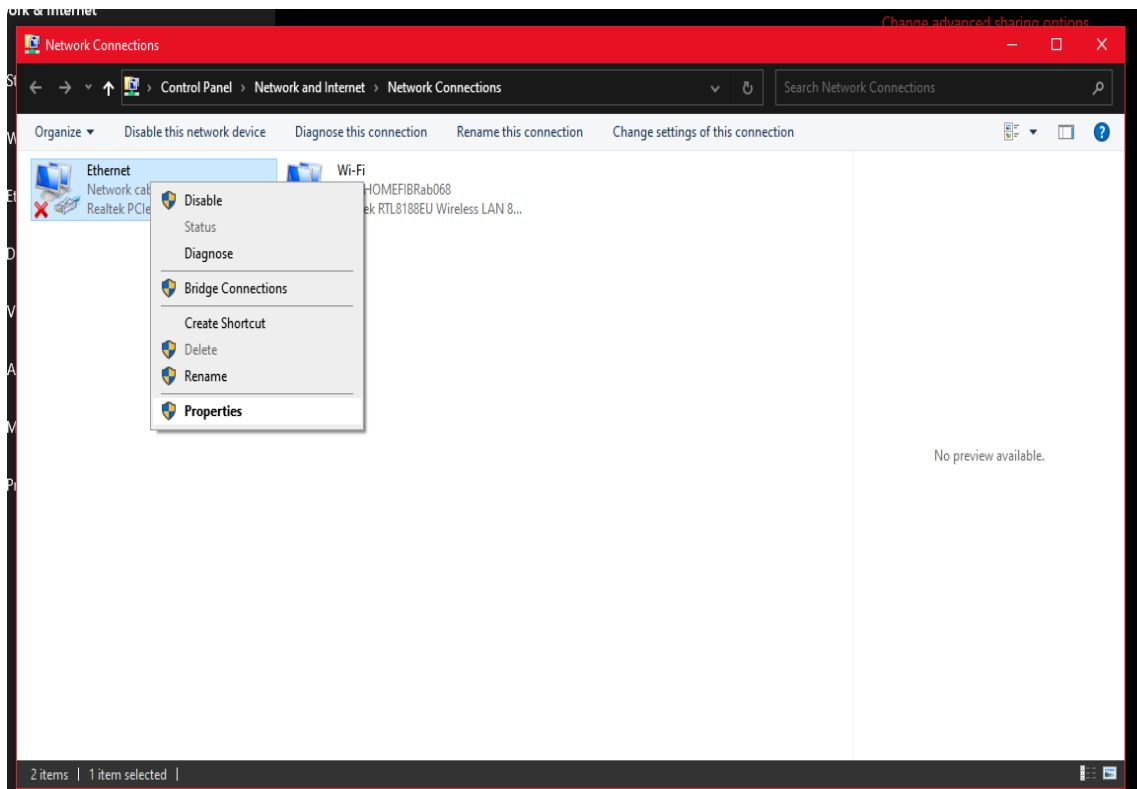 ork & Internet
Change advanced sharing options
Network Connections
Control Panel > Network and Internet > Network Connections
Search Network Connections
Organize Disable this network device Diagnose this connection Rename this connection Change settings of this connection
Ethernet
Network cab
Realtek PCIe
Wi-Fi
HOMEFIBRab068
ek RTL8188EU Wireless LAN 8...
Disable
Status
Diagnose
Bridge Connections
Create Shortcut
Delete
Rename
Properties
No preview available.
2 items | 1 item selected |